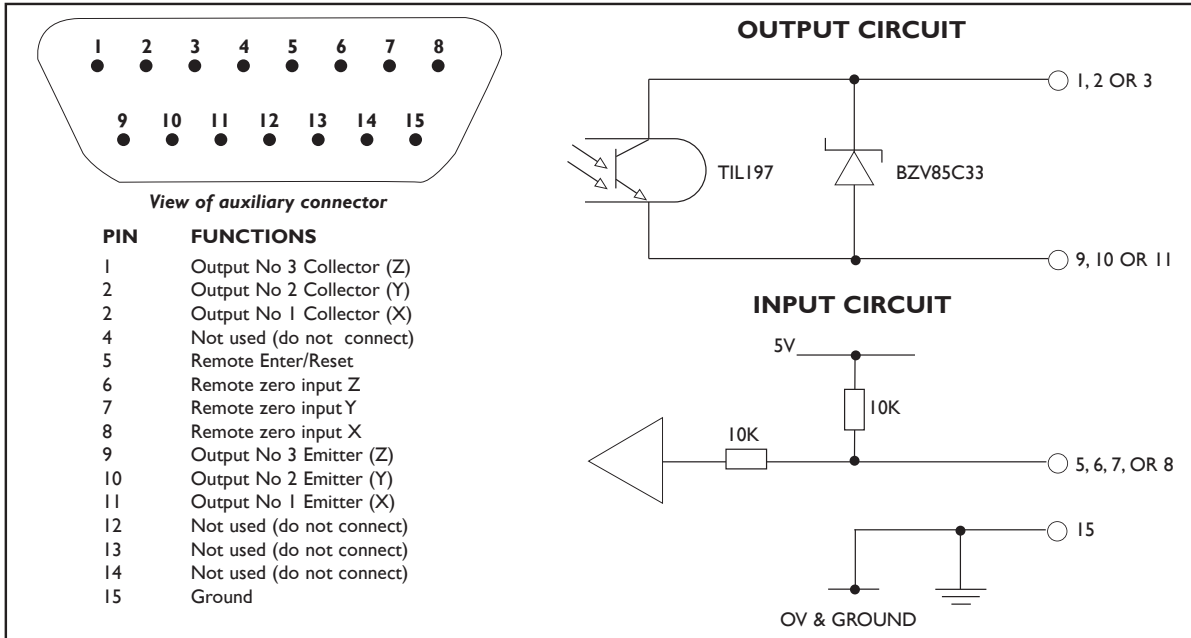 1 2 3 4 5 6 7 8
9 10 11 12 13 14 15
View of auxiliary connector
PIN FUNCTIONS
1 Output No 3 Collector (Z)
2 Output No 2 Collector (Y)
2 Output No 1 Collector (X)
4 Not used (do not connect)
5 Remote Enter/Reset
6 Remote zero input Z
7 Remote zero input Y
8 Remote zero input X
9 Output No 3 Emitter (Z)
10 Output No 2 Emitter (Y)
11 Output No 1 Emitter (X)
12 Not used (do not connect)
13 Not used (do not connect)
14 Not used (do not connect)
15 Ground
OUTPUT CIRCUIT
1, 2 OR 3
TIL197
BZV85C33
9, 10 OR 11
INPUT CIRCUIT
5V
10K
10K
5, 6, 7, OR 8
15
OV & GROUND